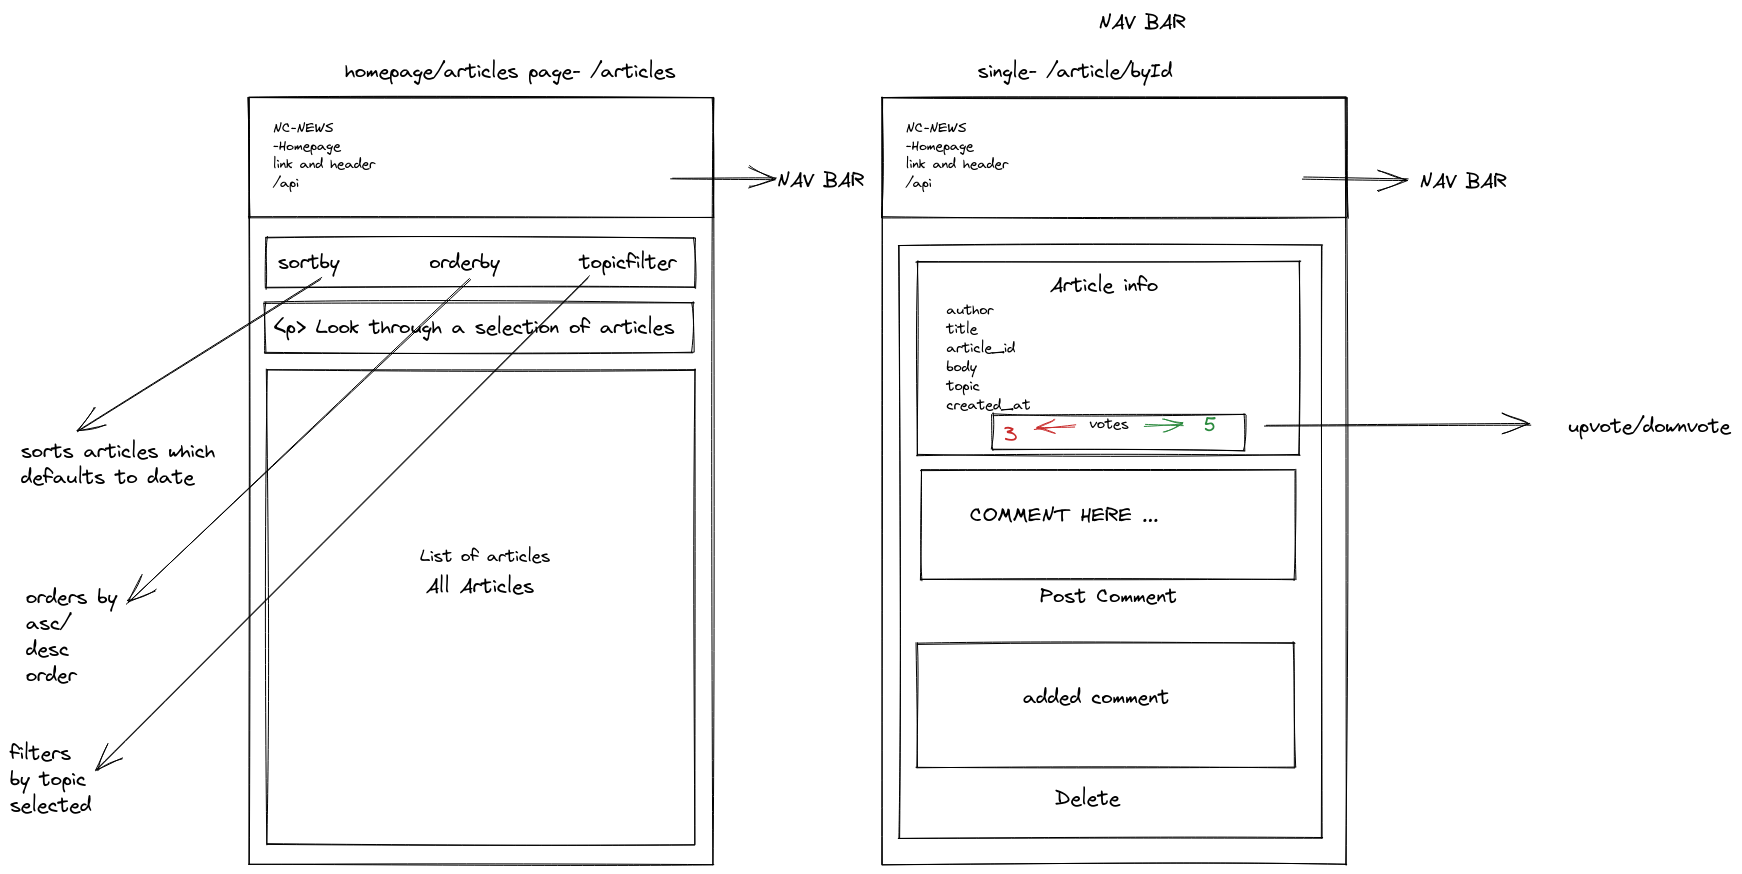 NAV BAR
homepage/articles page- /articles
NC-NEWS
-Homepage
link and header
/api
NAV BAR
sortby
orderby
topicfilter
<p> Look through a selection of articles
sorts articles which
defaults to date
List of articles
All Articles
orders by
asc/
desc
order
filters
by topic
selected
single- /article/byId
NC-NEWS
-Homepage
link and header
/api
NAV BAR
Article info
author
title
article_id
body
topic
created_at
3 votes 5
upvote/downvote
COMMENT HERE ...
Post Comment
added comment
Delete